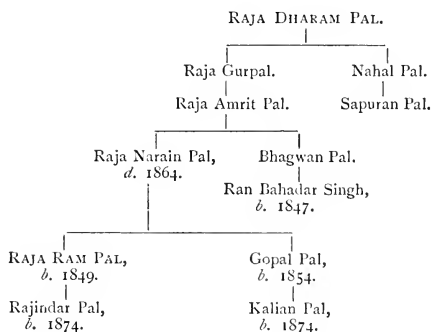 RAJA DHARAM PAL.
Raja Gurpal. Nahal Pal.
Raja Amrit Pal. Sapuran Pal.
Raja Narain Pal, Bhagwan Pal.
d. 1864.
Ran Bahadar Singh,
b. 1847.
RAJA RAM PAL, Gopal Pal,
b. 1849. b. 1854.
Rajindar Pal, Kalian Pal,
b. 1874. b. 1874.